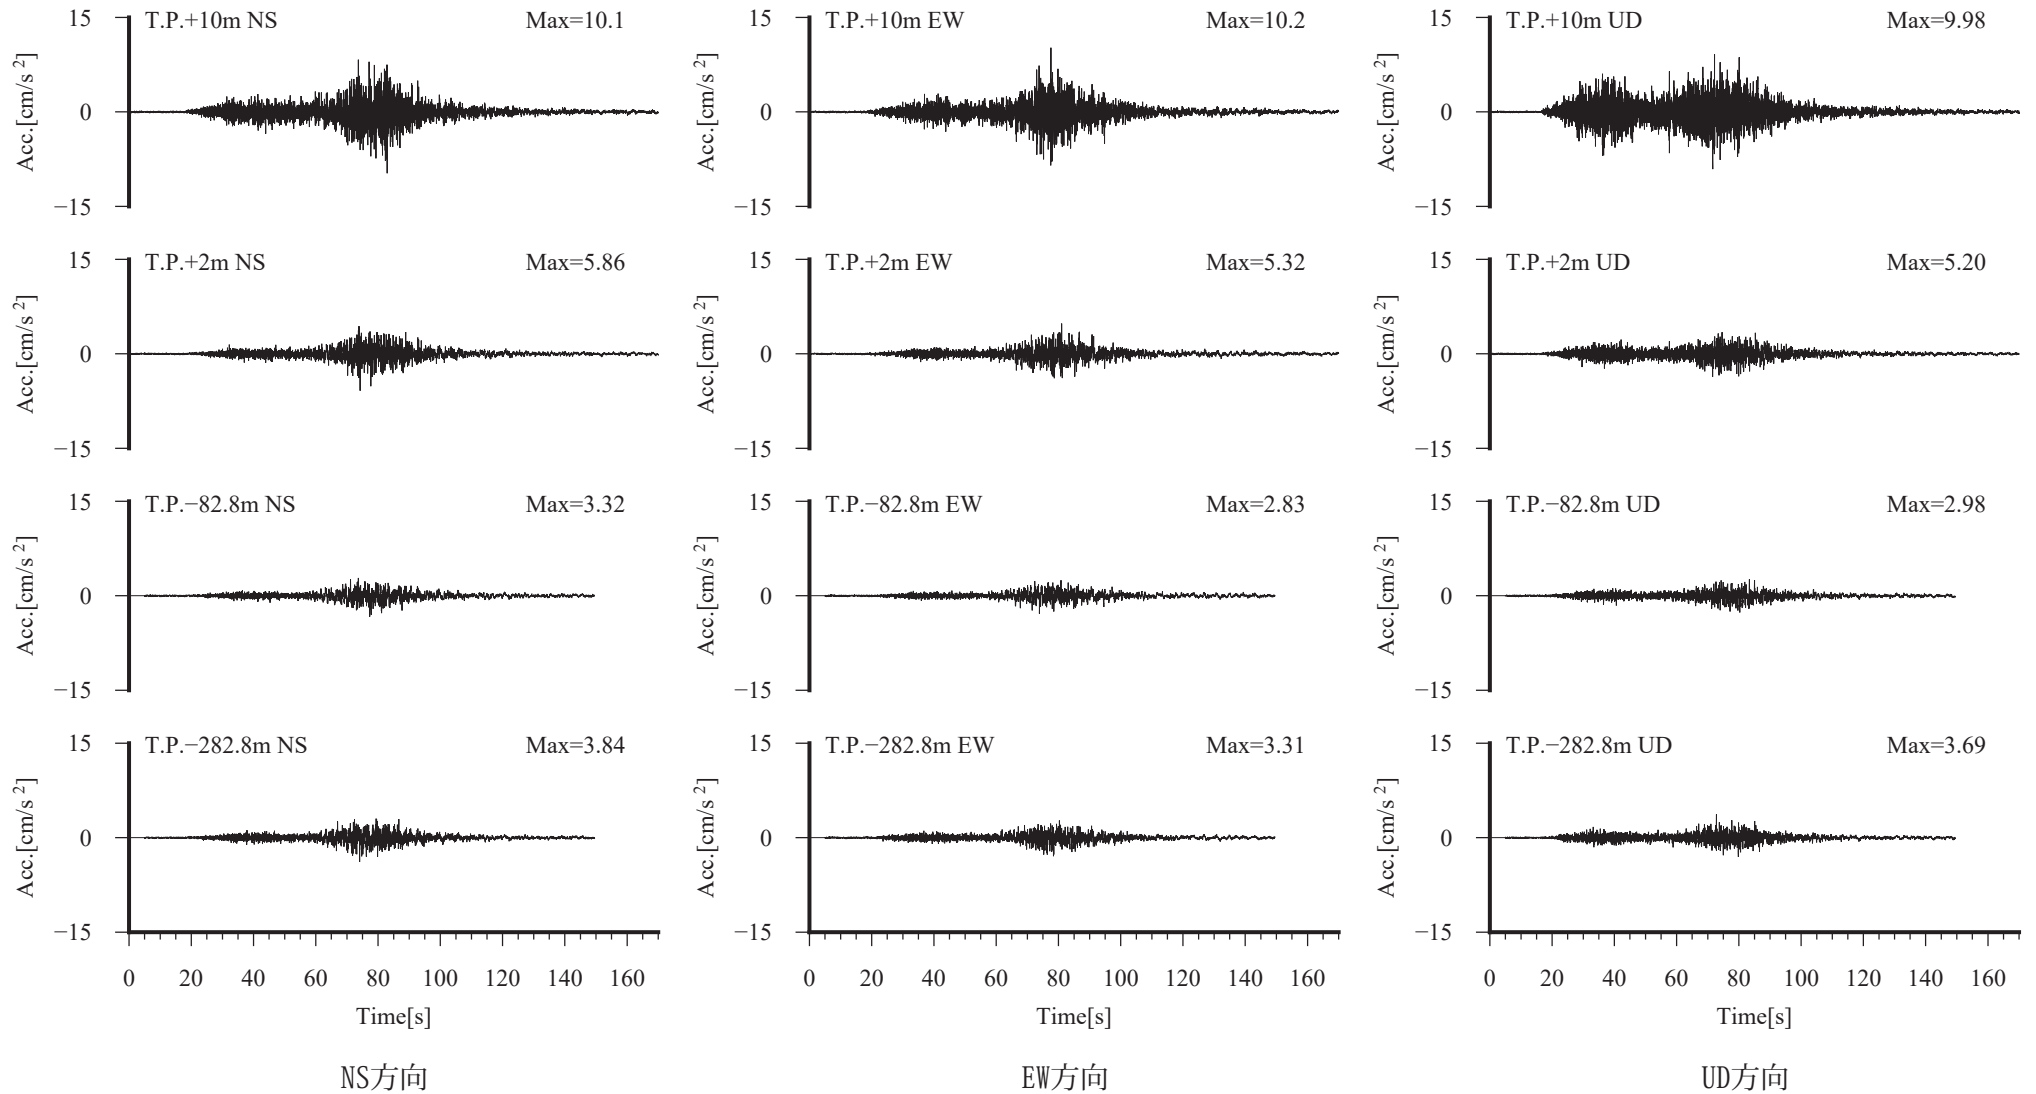 T.P.+10m NS Max=10.1
15
0
−15
Acc.[cm/s 2]
T.P.+10m EW Max=10.2
15
0
−15
Acc.[cm/s 2]
T.P.+10m UD Max=9.98
15
0
−15
Acc.[cm/s 2]
T.P.+2m NS Max=5.86
15
0
−15
Acc.[cm/s 2]
T.P.+2m EW Max=5.32
15
0
−15
Acc.[cm/s 2]
T.P.+2m UD Max=5.20
15
0
−15
Acc.[cm/s 2]
T.P.−82.8m NS Max=3.32
15
0
−15
Acc.[cm/s 2]
T.P.−82.8m EW Max=2.83
15
0
−15
Acc.[cm/s 2]
T.P.−82.8m UD Max=2.98
15
0
−15
Acc.[cm/s 2]
T.P.−282.8m NS Max=3.84
15
0
−15
Acc.[cm/s 2]
0 20 40 60 80 100 120 140 160
Time[s]
NS方向
T.P.−282.8m EW Max=3.31
15
0
−15
Acc.[cm/s 2]
0 20 40 60 80 100 120 140 160
Time[s]
EW方向
T.P.−282.8m UD Max=3.69
15
0
−15
Acc.[cm/s 2]
0 20 40 60 80 100 120 140 160
Time[s]
UD方向